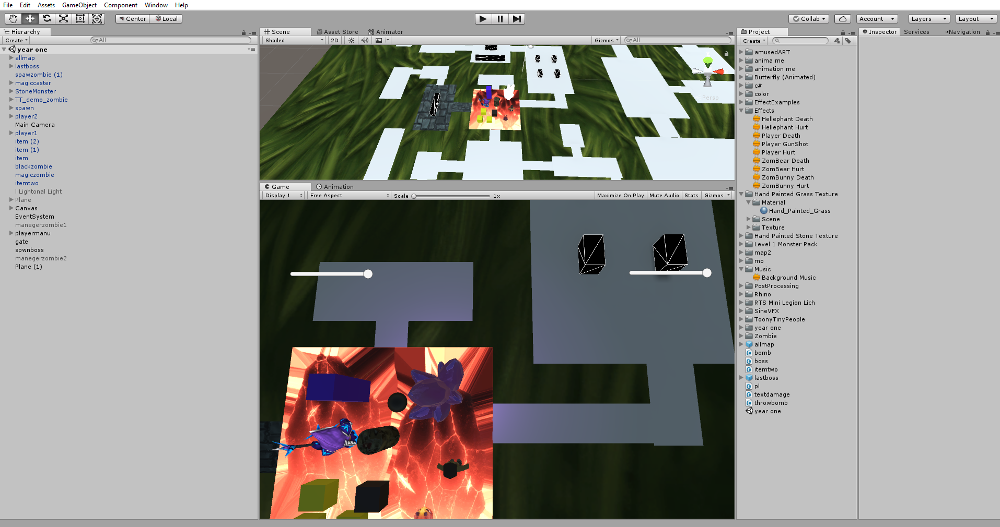 File Edit Assets GameObject Component Window Help
Center Local
Collab Account Layers Layout
Hierarchy
Create All
year one
allmap
lastboss
spawzombie (1)
magiccaster
StoneMonster
TT_demo_zombie
spawn
player2
Main Camera
player1
item (2)
item (1)
item
blackzombie
magiczombie
itemtwo
l Lightonal Light
Plane
Canvas
EventSystem
manegerzombie1
playermanu
gate
spwnboss
manegerzombie2
Plane (1)
Scene Asset Store Animator
Shaded 2D Gizmos All
Persp
Game Animation
Display 1 Free Aspect Scale 1x Maximize On Play Mute Audio Stats Gizmos
Project
Create
amusedART
anima me
animation me
Butterfly (Animated)
c#
color
EffectExamples
Effects
Hellephant Death
Hellephant Hurt
Player Death
Player GunShot
Player Hurt
ZomBear Death
ZomBear Hurt
ZomBunny Death
ZomBunny Hurt
Hand Painted Grass Texture
Material
Hand_Painted_Grass
Scene
Texture
Hand Painted Stone Texture
Level 1 Monster Pack
map2
mo
Music
Background Music
PostProcessing
Rhino
RTS Mini Legion Lich
SineVFX
ToonyTinyPeople
year one
Zombie
allmap
bomb
boss
itemtwo
lastboss
pl
textdamage
throwbomb
year one
Inspector Services Navigation